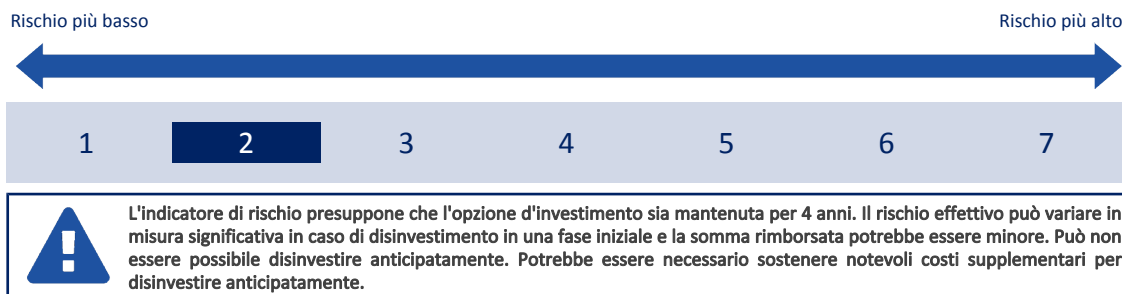 Rischio più basso Rischio più alto
1 2 3 4 5 6 7
L'indicatore di rischio presuppone che l'opzione d'investimento sia mantenuta per 4 anni. Il rischio effettivo può variare in
misura significativa in caso di disinvestimento in una fase iniziale e la somma rimborsata potrebbe essere minore. Può non
essere possibile disinvestire anticipatamente. Potrebbe essere necessario sostenere notevoli costi supplementari per
disinvestire anticipatamente.